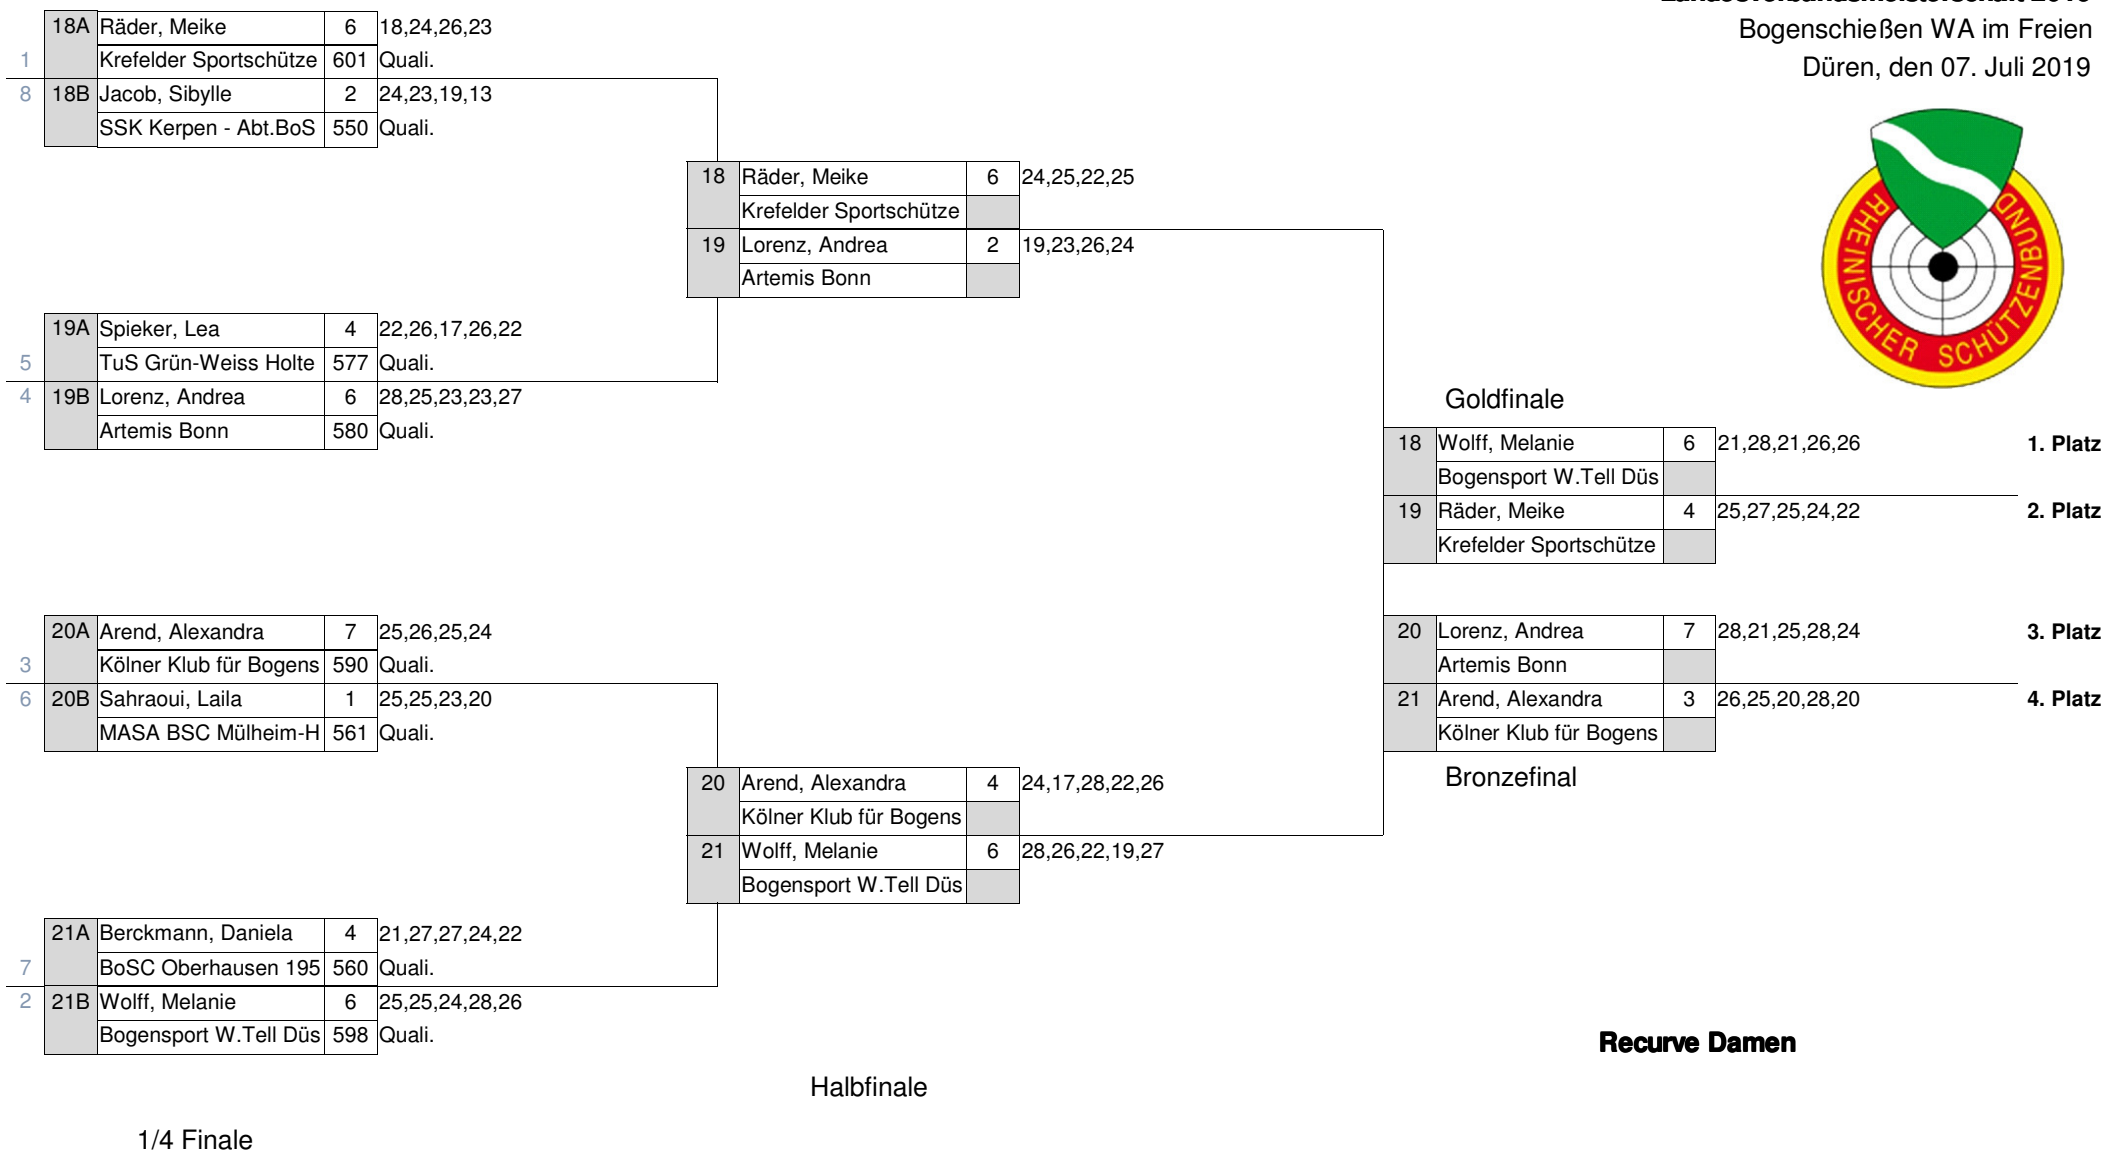 Landesverbandsmeisterschaft 2019
Bogenschießen WA im Freien
Düren, den 07. Juli 2019
RHEINISCHER SCHÜTZENBUND
18A Räder, Meike 6 18,24,26,23
1 Krefelder Sportschütze 601 Quali.
8 18B Jacob, Sibylle 2 24,23,19,13
SSK Kerpen - Abt.BoS 550 Quali.
18 Räder, Meike 6 24,25,22,25
Krefelder Sportschütze
19 Lorenz, Andrea 2 19,23,26,24
Artemis Bonn
19A Spieker, Lea 4 22,26,17,26,22
5 TuS Grün-Weiss Holte 577 Quali.
4 19B Lorenz, Andrea 6 28,25,23,23,27
Artemis Bonn 580 Quali.
Goldfinale
18 Wolff, Melanie 6 21,28,21,26,26 1. Platz
Bogensport W.Tell Düs
19 Räder, Meike 4 25,27,25,24,22 2. Platz
Krefelder Sportschütze
20A Arend, Alexandra 7 25,26,25,24
3 Kölner Klub für Bogens 590 Quali.
6 20B Sahraoui, Laila 1 25,25,23,20
MASA BSC Mülheim-H 561 Quali.
20 Lorenz, Andrea 7 28,21,25,28,24 3. Platz
Artemis Bonn
21 Arend, Alexandra 3 26,25,20,28,20 4. Platz
Kölner Klub für Bogens
Bronzefinal
20 Arend, Alexandra 4 24,17,28,22,26
Kölner Klub für Bogens
21 Wolff, Melanie 6 28,26,22,19,27
Bogensport W.Tell Düs
21A Berckmann, Daniela 4 21,27,27,24,22
7 BoSC Oberhausen 195 560 Quali.
2 21B Wolff, Melanie 6 25,25,24,28,26
Bogensport W.Tell Düs 598 Quali.
Recurve Damen
Halbfinale
1/4 Finale